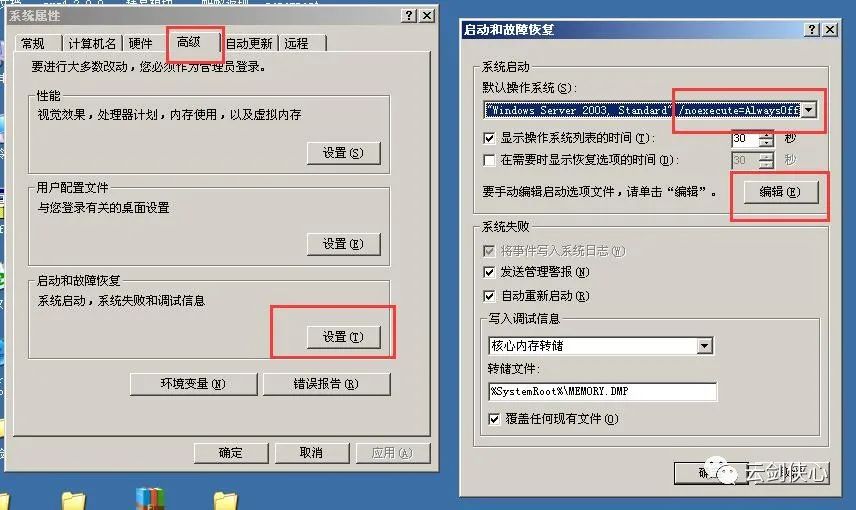 系统属性
常规 计算机名 硬件 高级 自动更新 远程
要进行大多数改动，您必须作为管理员登录。
性能
视觉效果，处理器计划，内存使用，以及虚拟内存
设置(S)
用户配置文件
与您登录有关的桌面设置
设置(E)
启动和故障恢复
系统启动，系统失败和调试信息
设置(T)
环境变量(N) 错误报告(R)
确定 取消 应用(A)
启动和故障恢复
系统启动
默认操作系统(S):
"Windows Server 2003, Standard" /noexecute=AlwaysOff
显示操作系统列表的时间(T): 30 秒
在需要时显示恢复选项的时间(D): 30 秒
要手动编辑启动选项文件，请单击“编辑”。 编辑(E)
系统失败
将事件写入系统日志(W)
发送管理警报(N)
自动重新启动(R)
写入调试信息
核心内存转储
转储文件:
%SystemRoot%\MEMORY.DMP
覆盖任何现有文件(O)
云剑侠心